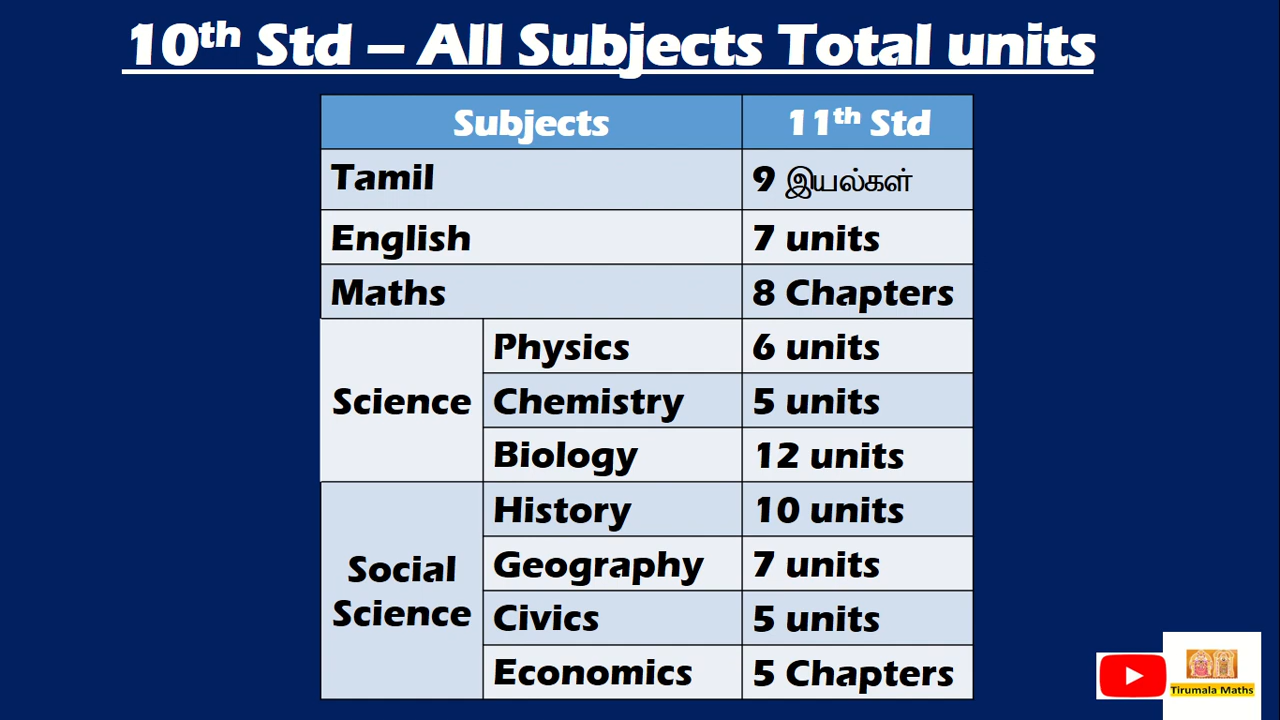 10th Std – All Subjects Total units
Subjects 11th Std
Tamil 9 இயல்கள்
English 7 units
Maths 8 Chapters
Science
Physics 6 units
Chemistry 5 units
Biology 12 units
Social Science
History 10 units
Geography 7 units
Civics 5 units
Economics 5 Chapters
Tirumala Maths